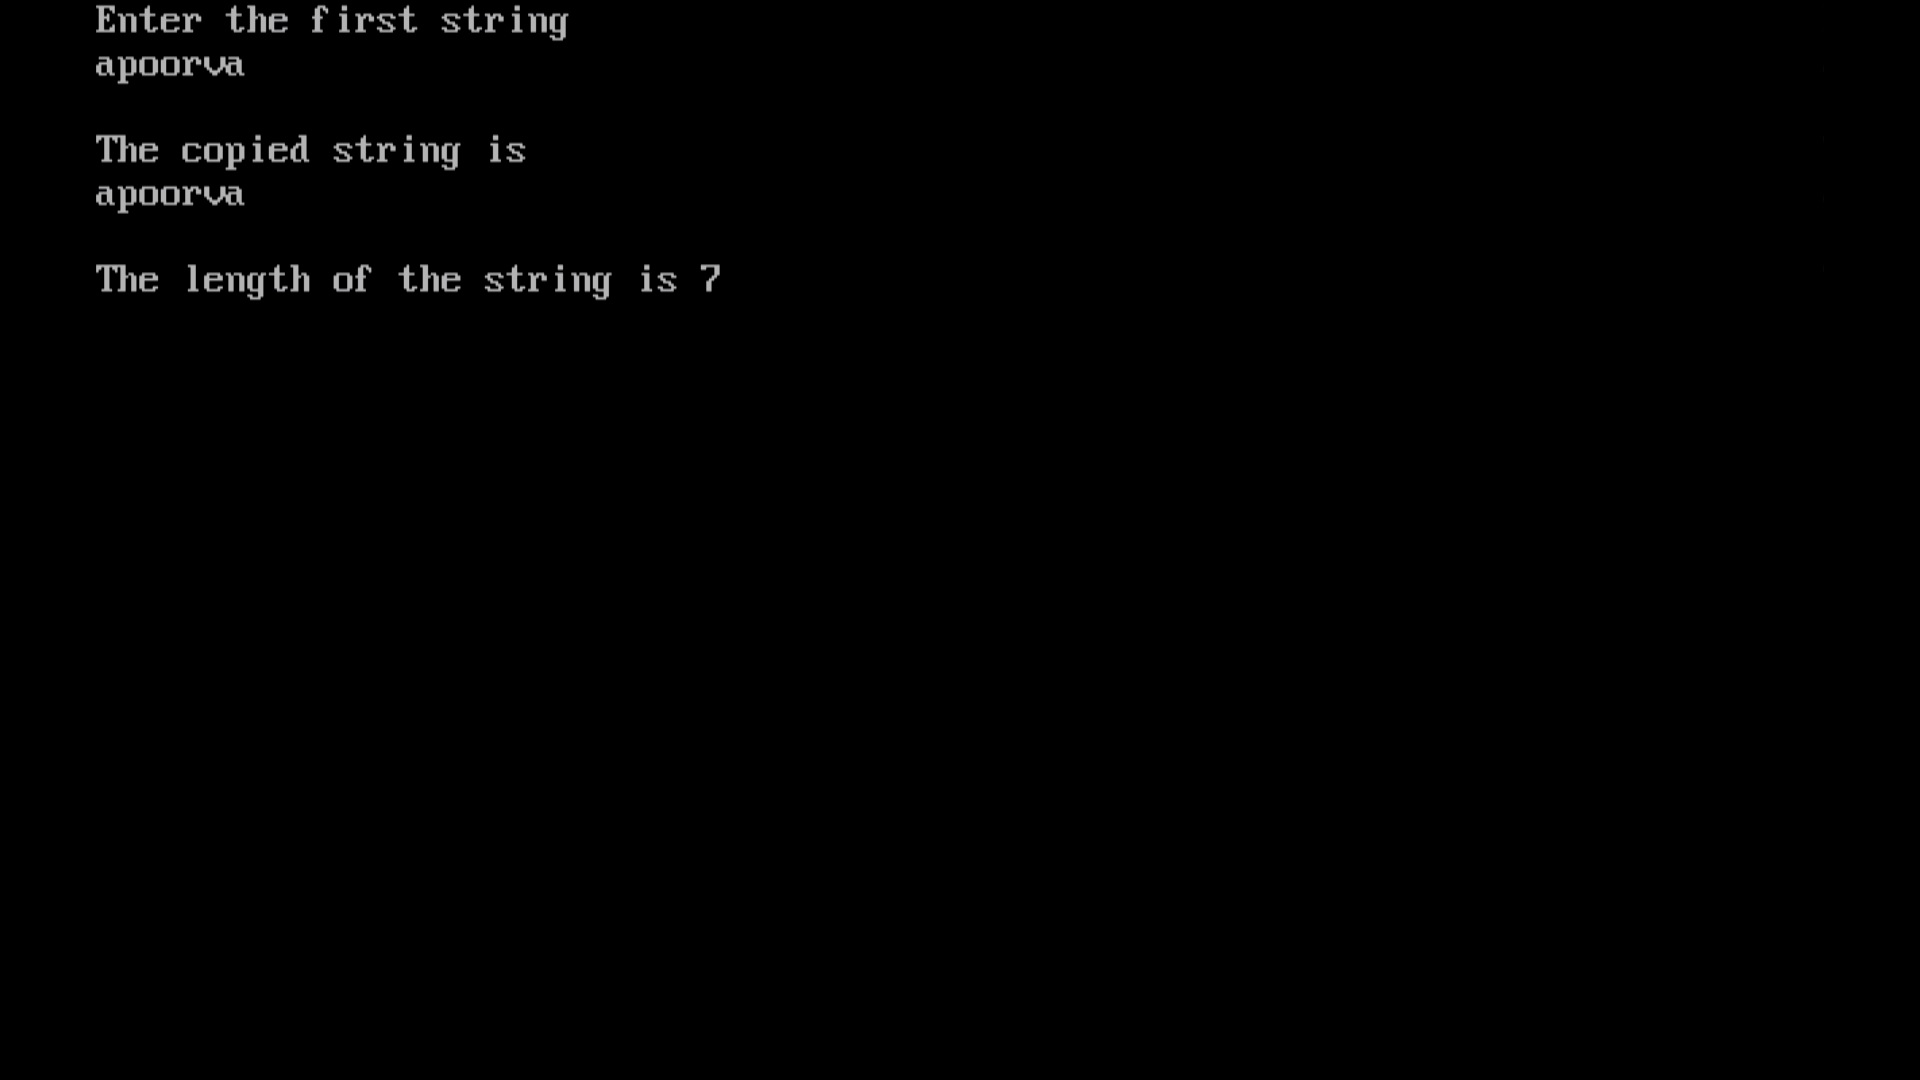 Enter the first string
apoorva
The copied string is
apoorva
The length of the string is 7